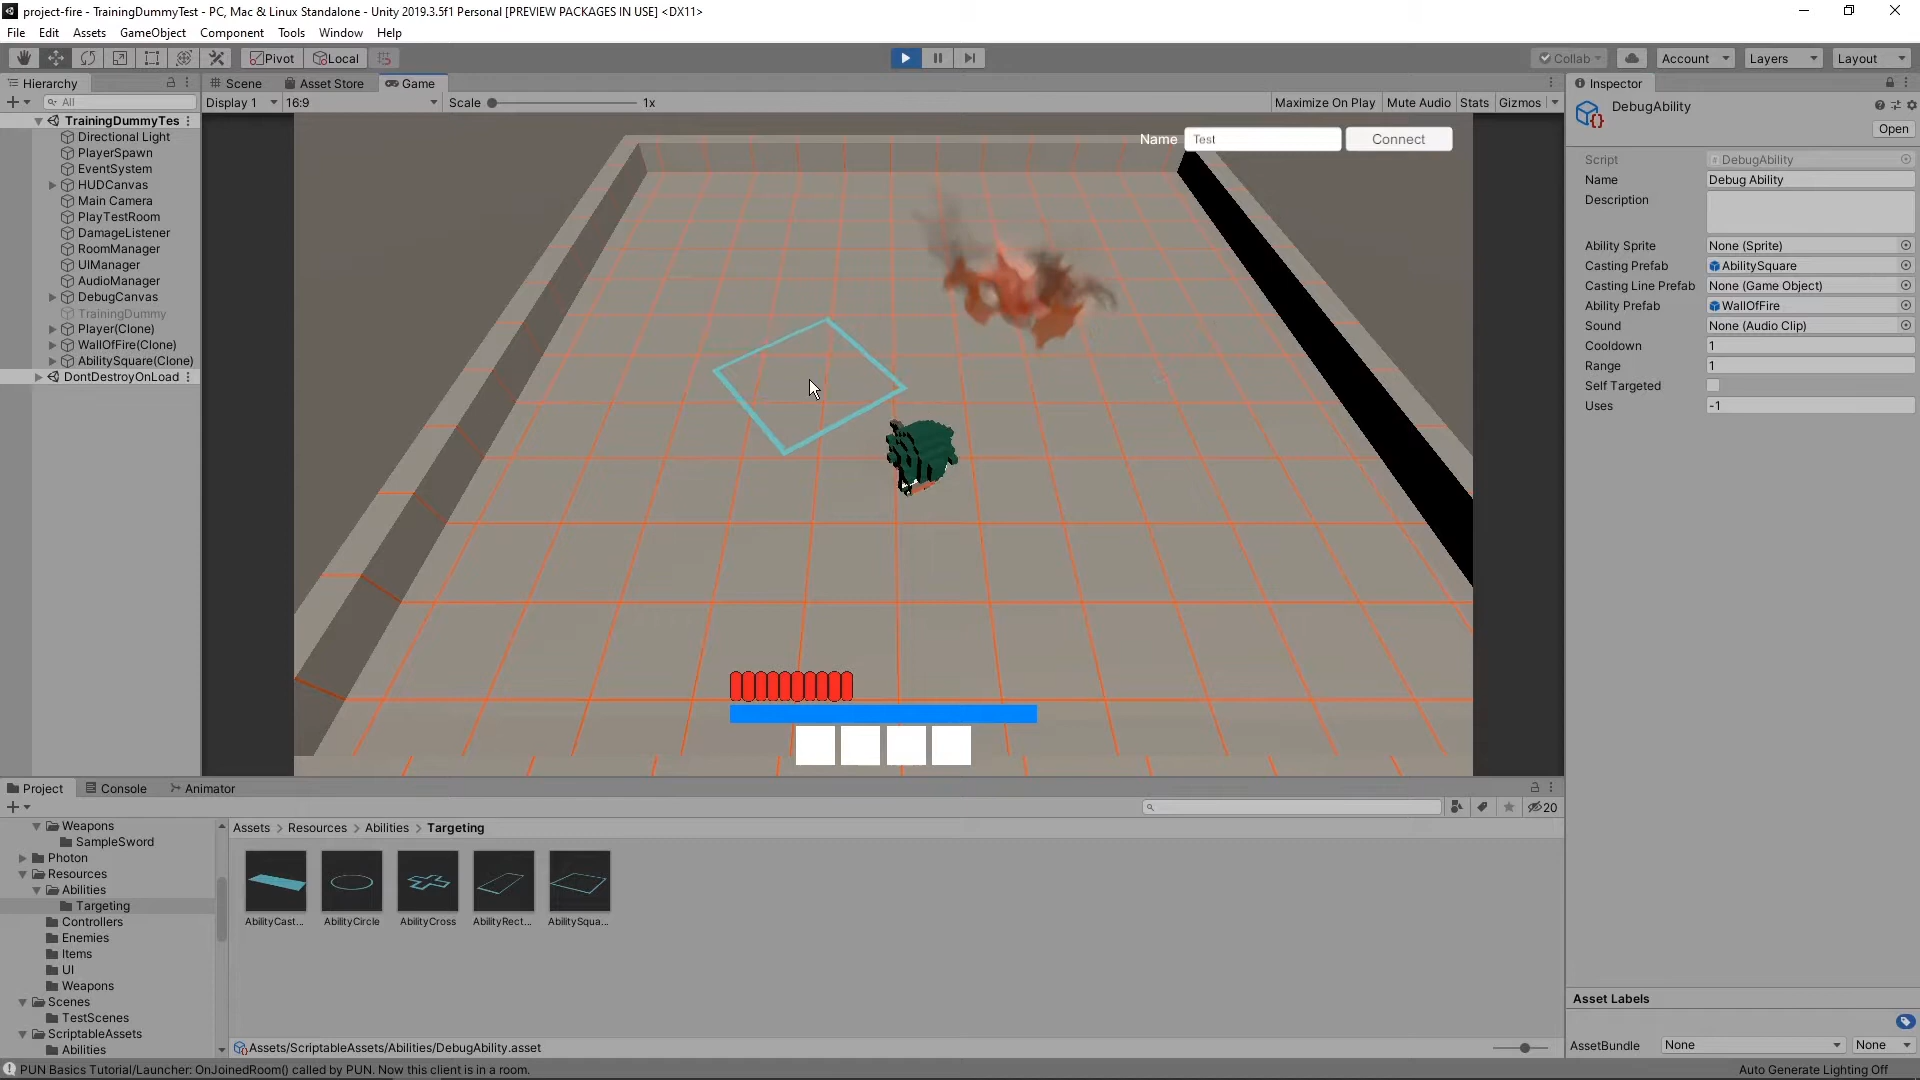 project-fire - TrainingDummyTest - PC, Mac & Linux Standalone - Unity 2019.3.5f1 Personal [PREVIEW PACKAGES IN USE] <DX11>
File Edit Assets GameObject Component Tools Window Help
Pivot Local Collab Account Layers Layout
Hierarchy
All
TrainingDummyTes
Directional Light
PlayerSpawn
EventSystem
HUDCanvas
Main Camera
PlayTestRoom
DamageListener
RoomManager
UIManager
AudioManager
DebugCanvas
TrainingDummy
Player(Clone)
WallOfFire(Clone)
AbilitySquare(Clone)
DontDestroyOnLoad
Scene Asset Store Game
Display 1 16:9 Scale 1x Maximize On Play Mute Audio Stats Gizmos
Name Test Connect
Inspector
DebugAbility
Open
Script DebugAbility
Name Debug Ability
Description
Ability Sprite None (Sprite)
Casting Prefab AbilitySquare
Casting Line Prefab None (Game Object)
Ability Prefab WallOfFire
Sound None (Audio Clip)
Cooldown 1
Range 1
Self Targeted
Uses -1
Asset Labels
AssetBundle None None
Project Console Animator
20
Weapons
SampleSword
Photon
Resources
Abilities
Targeting
Controllers
Enemies
Items
UI
Weapons
Scenes
TestScenes
ScriptableAssets
Abilities
Assets > Resources > Abilities > Targeting
AbilityCast... AbilityCircle AbilityCross AbilityRect... AbilitySqua...
Assets/ScriptableAssets/Abilities/DebugAbility.asset
PUN Basics Tutorial/Launcher: OnJoinedRoom() called by PUN. Now this client is in a room.
Auto Generate Lighting Off